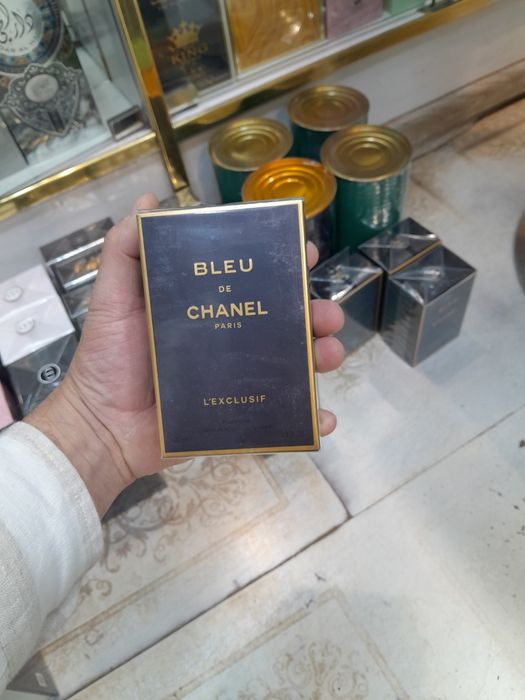 KING
BLEU
DE
CHANEL
PARIS
L'EXCLUSIF